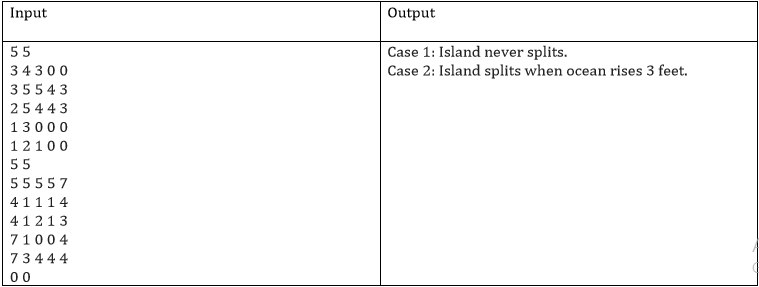 Input Output
5 5 Case 1: Island never splits.
3 4 3 0 0 Case 2: Island splits when ocean rises 3 feet.
3 5 5 4 3
2 5 4 4 3
1 3 0 0 0
1 2 1 0 0
5 5
5 5 5 5 7
4 1 1 1 4
4 1 2 1 3
7 1 0 0 4
7 3 4 4 4
0 0